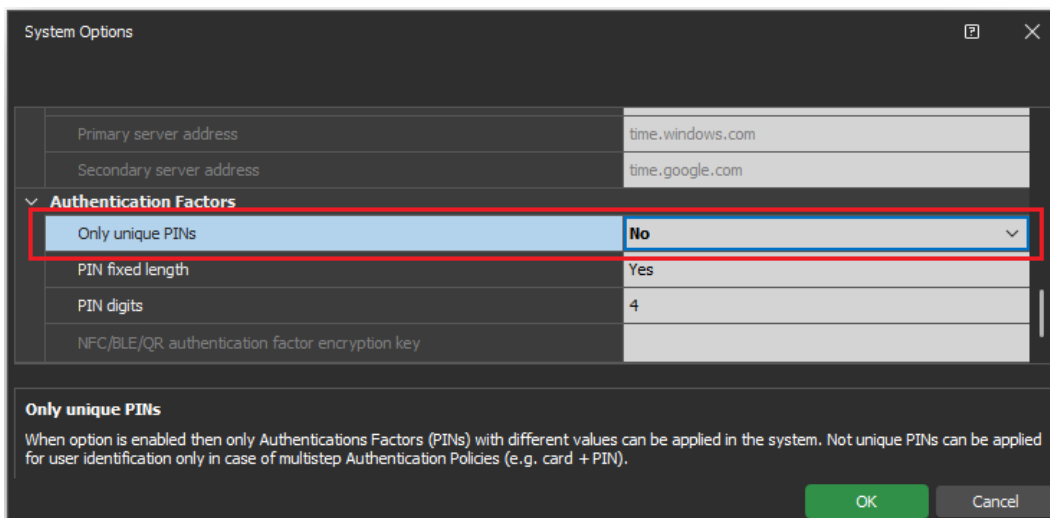 System Options
Primary server address time.windows.com
Secondary server address time.google.com
Authentication Factors
Only unique PINs No
PIN fixed length Yes
PIN digits 4
NFC/BLE/QR authentication factor encryption key
Only unique PINs
When option is enabled then only Authentications Factors (PINs) with different values can be applied in the system. Not unique PINs can be applied
for user identification only in case of multistep Authentication Policies (e.g. card +PIN).
OK Cancel